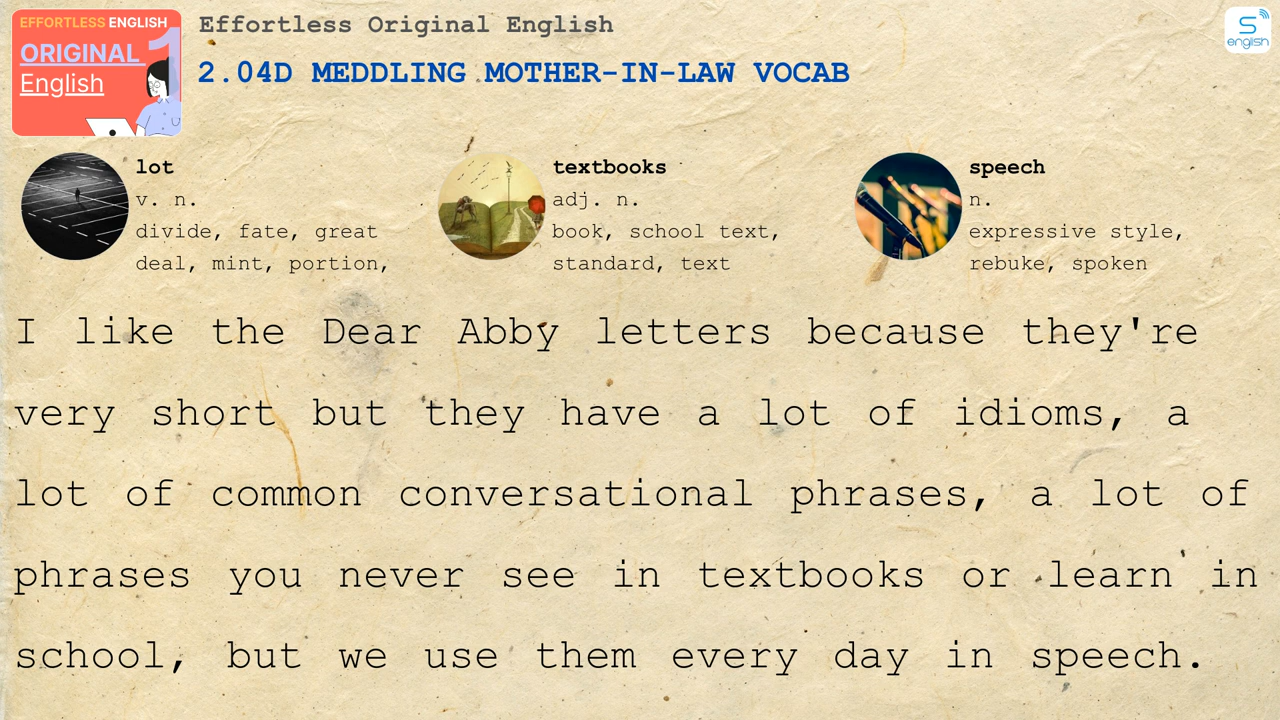 EFFORTLESS ENGLISH
ORIGINAL 1
English
Effortless Original English
2.04D MEDDLING MOTHER-IN-LAW VOCAB
S
english
lot
v. n.
divide, fate, great
deal, mint, portion,
textbooks
adj. n.
book, school text,
standard, text
speech
n.
expressive style,
rebuke, spoken
I like the Dear Abby letters because they're
very short but they have a lot of idioms, a
lot of common conversational phrases, a lot of
phrases you never see in textbooks or learn in
school, but we use them every day in speech.